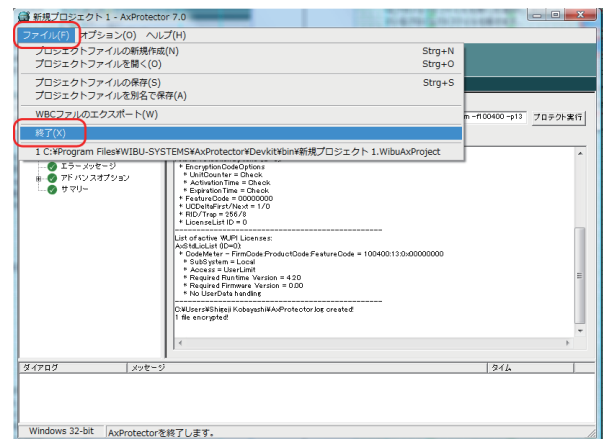 新規プロジェクト 1 - AxProtector 7.0
ファイル(F) オプション(O) ヘルプ(H)
プロジェクトファイルの新規作成(N) Strg+N
プロジェクトファイルを開く(O) Strg+O
プロジェクトファイルの保存(S) Strg+S
プロジェクトファイルを別名で保存(A)
WBCファルのエクスポート(W)
m -f100400 -p13 プロテクト実行
終了(X)
1 C:¥Program Files¥WIBU-SYSTEMS¥AxProtector¥Devkit¥bin¥新規プロジェクト 1.WibuAxProject
エラーメッセージ
アドバンスオプション
サマリー
* EncryptionCodeOptions
* UnitCounter = Check
* ActivationTime = Check
* ExpirationTime = Check
* FeatureCode = 00000000
* UCDeltaFirst/Next = 1/0
* RID/Trap = 256/8
* LicenseList ID = 0
List of active WUPI Licenses:
AxStdLicList (ID=0):
* CodeMeter - FirmCode:ProductCode:FeatureCode = 100400:13:0x00000000
* SubSystem = Local
* Access = UserLimit
* Required Runtime Version = 4.20
* Required Firmware Version = 0.00
* No UserData handling
C:¥Users¥Shigeji Kobayashi¥AxProtector.log created!
1 file encrypted!
ダイアログ メッセージ タイム
Windows 32-bit AxProtectorを終了します。